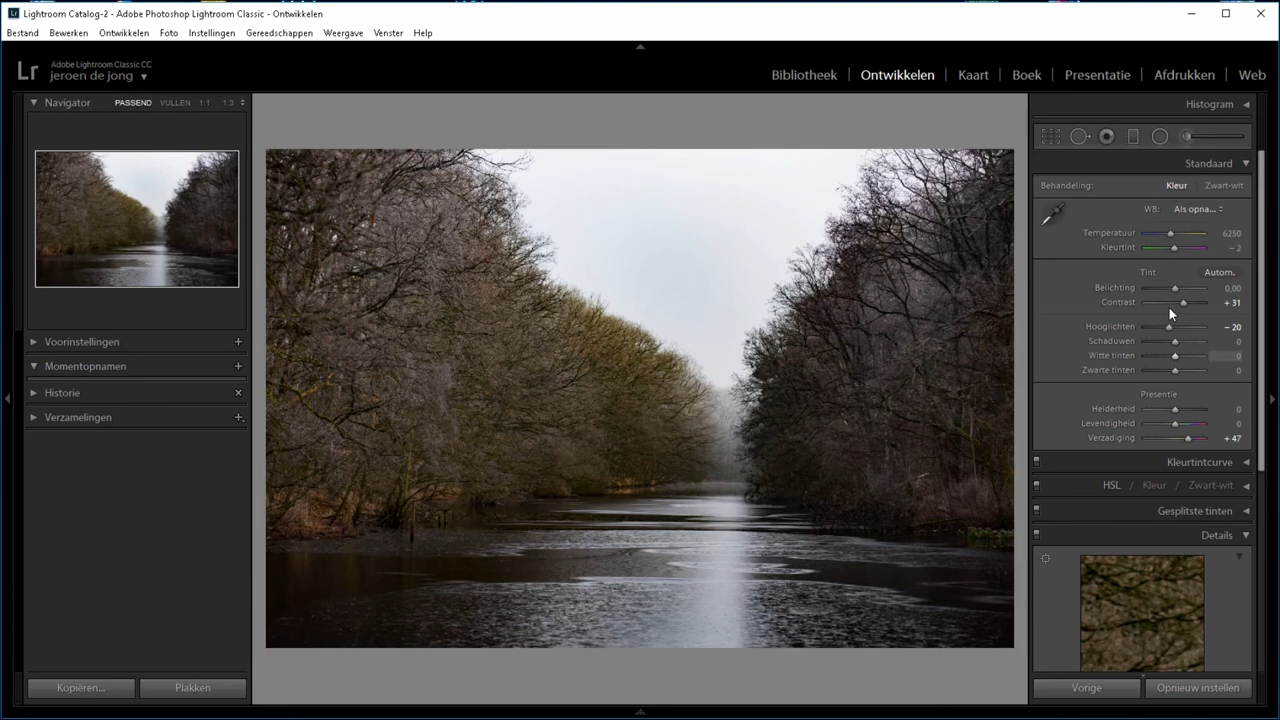 Lightroom Catalog-2 - Adobe Photoshop Lightroom Classic - Ontwikkelen
Bestand Bewerken Ontwikkelen Foto Instellingen Gereedschappen Weergave Venster Help
Lr
Adobe Lightroom Classic CC
jeroen de jong
Bibliotheek Ontwikkelen Kaart Boek Presentatie Afdrukken Web
Navigator PASSEND VULLEN 1:1 1:3
Voorinstellingen
Momentopnamen
Historie
Verzamelingen
Kopiëren... Plakken
Histogram
Standaard
Behandeling: Kleur Zwart-wit
WB: Als opna...
Temperatuur 6250
Kleurtint – 2
Tint Autom.
Belichting 0,00
Contrast + 31
Hooglichten – 20
Schaduwen 0
Witte tinten 0
Zwarte tinten 0
Presentie
Helderheid 0
Levendigheid 0
Verzadiging + 47
Kleurtintcurve
HSL / Kleur / Zwart-wit
Gesplitste tinten
Details
Vorige Opnieuw instellen